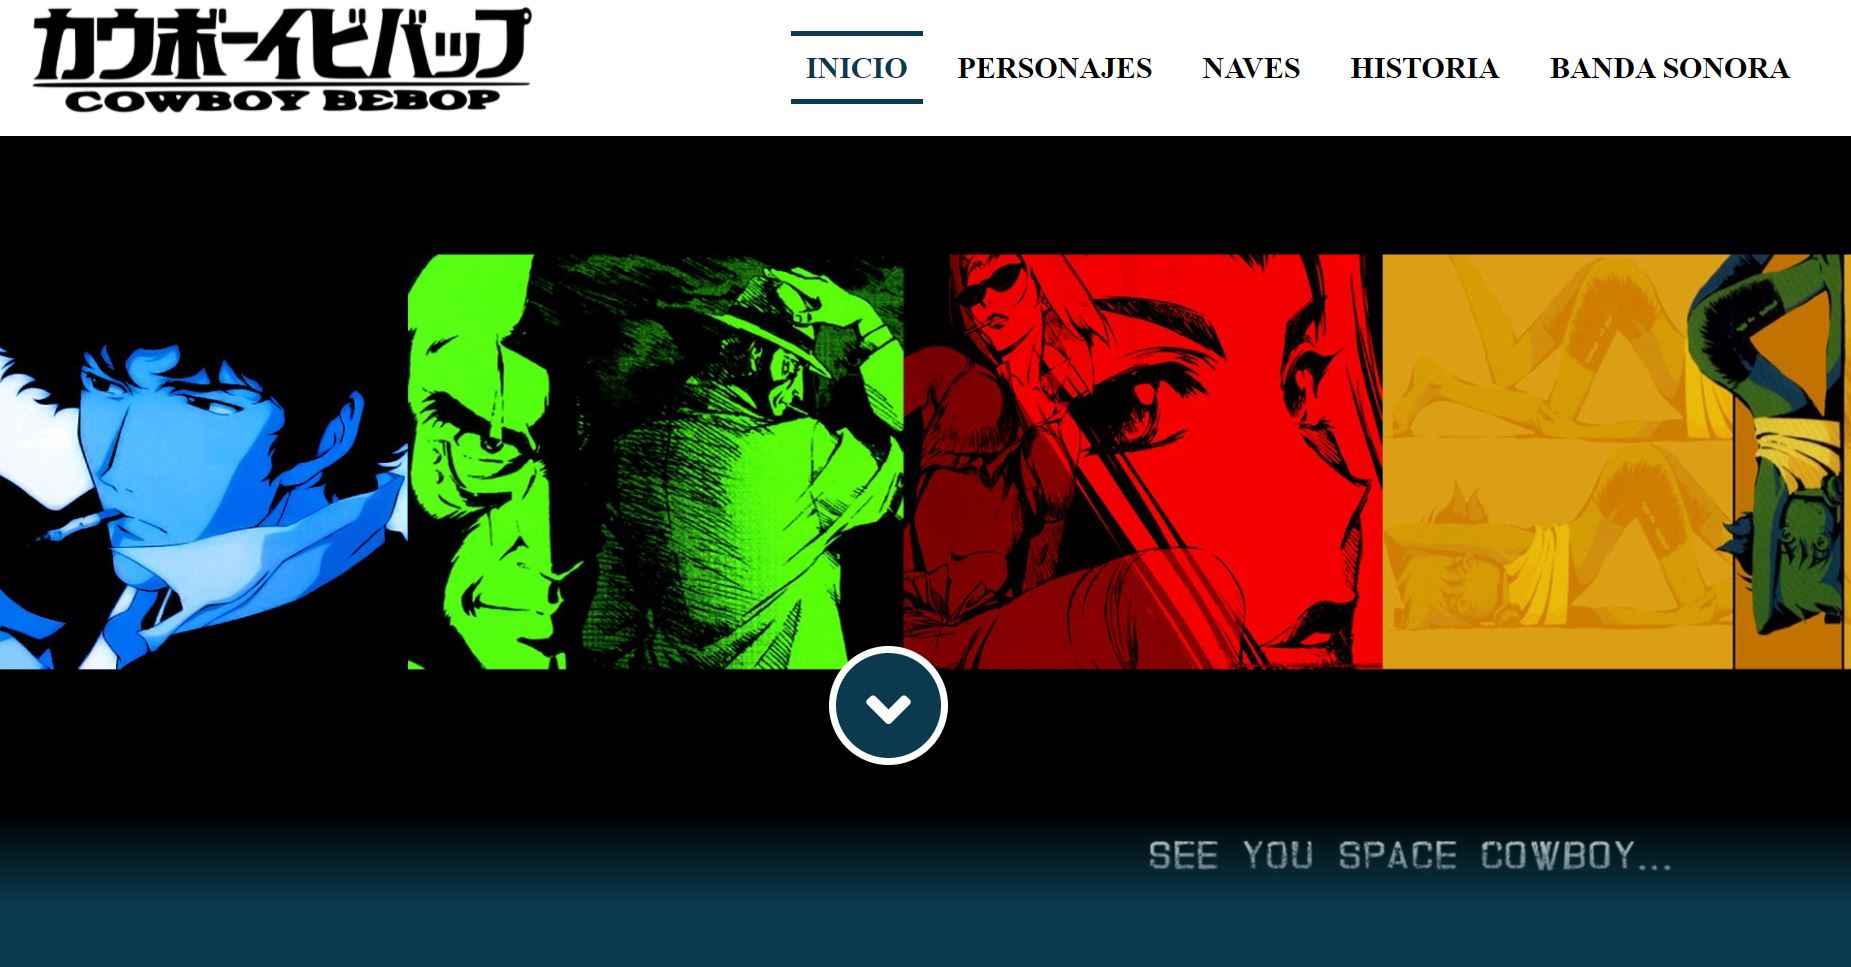 カウボーイビバップ
COWBOY BEBOP
INICIO PERSONAJES NAVES HISTORIA BANDA SONORA
SEE YOU SPACE COWBOY...